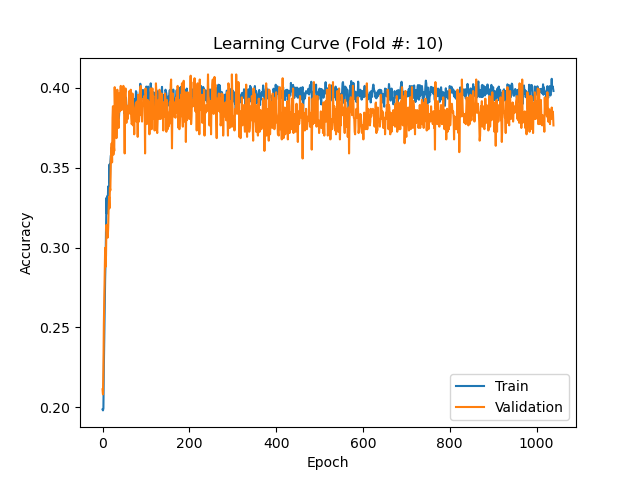 Learning Curve (Fold #: 10)
0.40
0.35
0.30
0.25
0.20
Accuracy
0 200 400 600 800 1000
Epoch
Train
Validation